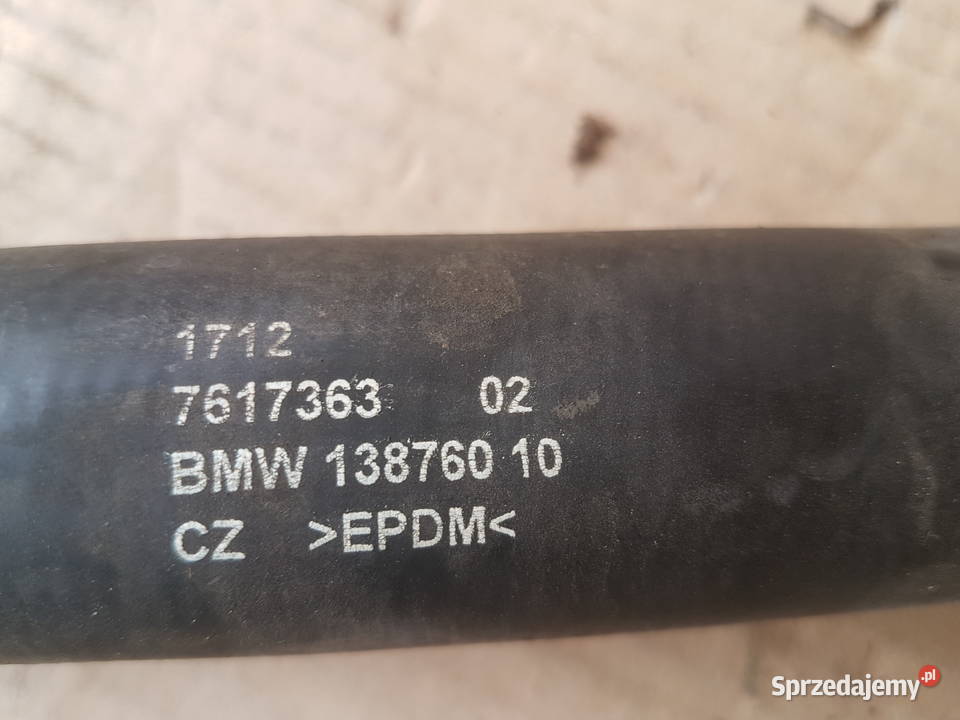 1712
7617363 02
BMW 138760 10
CZ >EPDM<
Sprzedajemy.pl